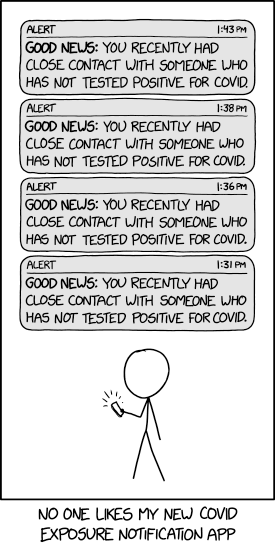 ALERT 1:43 PM
GOOD NEWS: YOU RECENTLY HAD
CLOSE CONTACT WITH SOMEONE WHO
HAS NOT TESTED POSITIVE FOR COVID.
ALERT 1:38 PM
GOOD NEWS: YOU RECENTLY HAD
CLOSE CONTACT WITH SOMEONE WHO
HAS NOT TESTED POSITIVE FOR COVID.
ALERT 1:36 PM
GOOD NEWS: YOU RECENTLY HAD
CLOSE CONTACT WITH SOMEONE WHO
HAS NOT TESTED POSITIVE FOR COVID.
ALERT 1:31 PM
GOOD NEWS: YOU RECENTLY HAD
CLOSE CONTACT WITH SOMEONE WHO
HAS NOT TESTED POSITIVE FOR COVID.
NO ONE LIKES MY NEW COVID
EXPOSURE NOTIFICATION APP